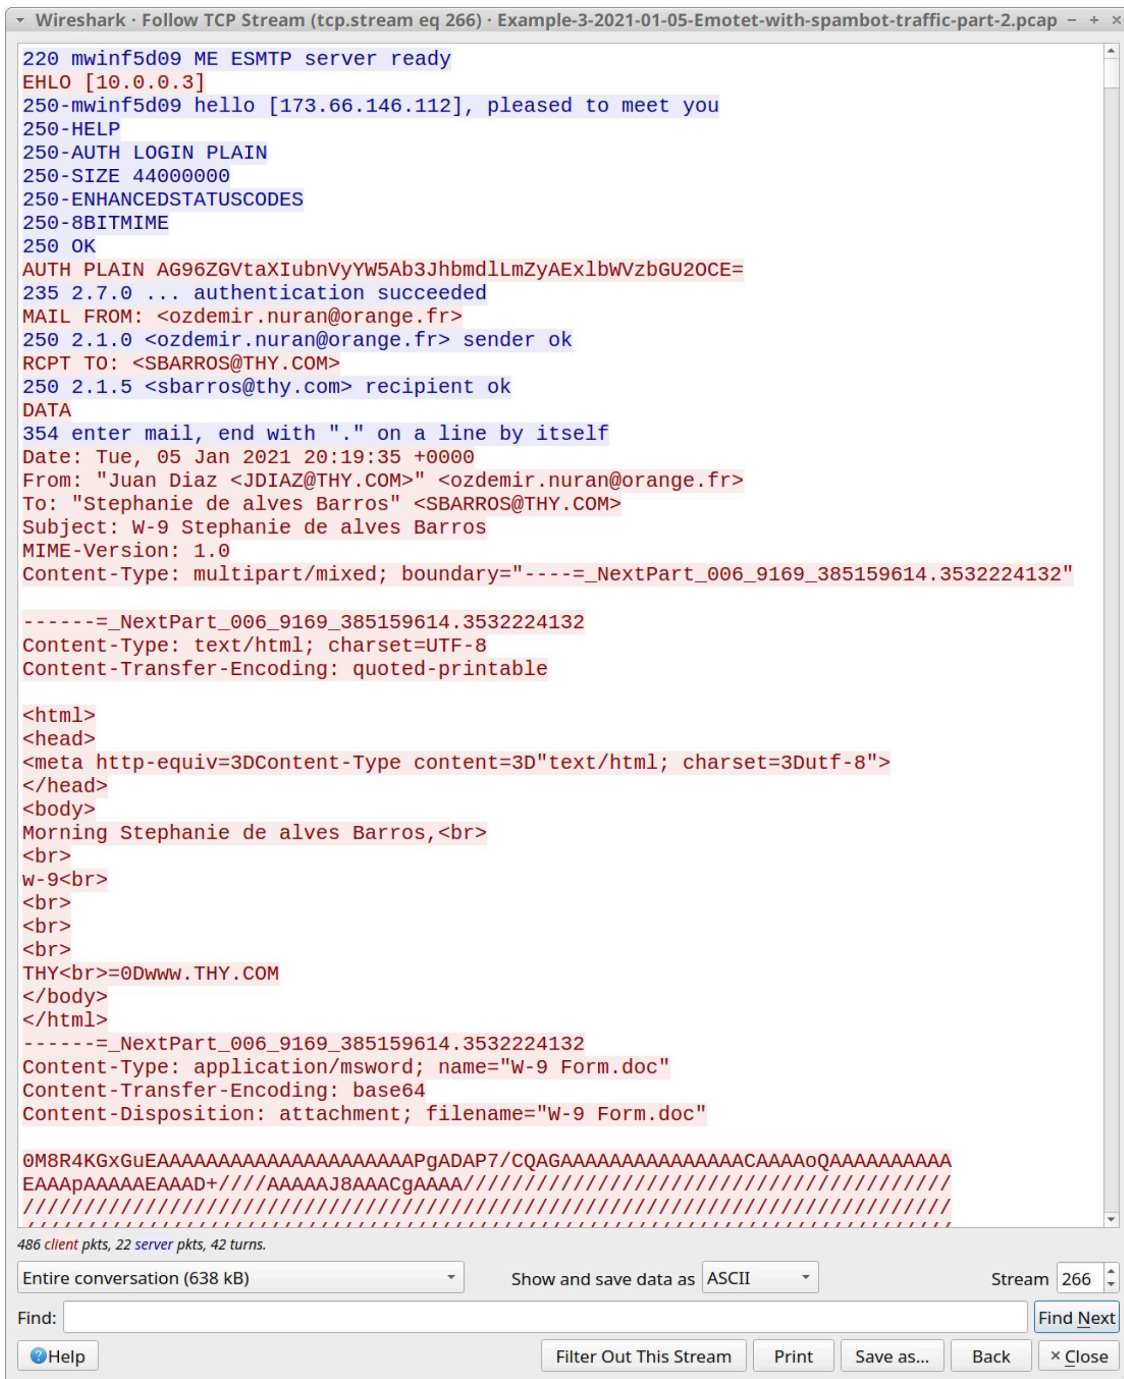 Wireshark · Follow TCP Stream (tcp.stream eq 266) · Example-3-2021-01-05-Emotet-with-spambot-traffic-part-2.pcap
220 mwinf5d09 ME ESMTP server ready
EHLO [10.0.0.3]
250-mwinf5d09 hello [173.66.146.112], pleased to meet you
250-HELP
250-AUTH LOGIN PLAIN
250-SIZE 44000000
250-ENHANCEDSTATUSCODES
250-8BITMIME
250 OK
AUTH PLAIN AG96ZGVtaXIubnVyYW5Ab3JhbmdlLmZyAExlbWVzbGU2OCE=
235 2.7.0 ... authentication succeeded
MAIL FROM: <ozdemir.nuran@orange.fr>
250 2.1.0 <ozdemir.nuran@orange.fr> sender ok
RCPT TO: <SBARROS@THY.COM>
250 2.1.5 <sbarros@thy.com> recipient ok
DATA
354 enter mail, end with "." on a line by itself
Date: Tue, 05 Jan 2021 20:19:35 +0000
From: "Juan Diaz <JDIAZ@THY.COM>" <ozdemir.nuran@orange.fr>
To: "Stephanie de alves Barros" <SBARROS@THY.COM>
Subject: W-9 Stephanie de alves Barros
MIME-Version: 1.0
Content-Type: multipart/mixed; boundary="----=_NextPart_006_9169_385159614.3532224132"
------=_NextPart_006_9169_385159614.3532224132
Content-Type: text/html; charset=UTF-8
Content-Transfer-Encoding: quoted-printable
<html>
<head>
<meta http-equiv=3DContent-Type content=3D"text/html; charset=3Dutf-8">
</head>
<body>
Morning Stephanie de alves Barros,<br>
<br>
w-9<br>
<br>
<br>
<br>
THY<br>=0Dwww.THY.COM
</body>
</html>
------=_NextPart_006_9169_385159614.3532224132
Content-Type: application/msword; name="W-9 Form.doc"
Content-Transfer-Encoding: base64
Content-Disposition: attachment; filename="W-9 Form.doc"
0M8R4KGxGuEAAAAAAAAAAAAAAAAAAAAAPgADAP7/CQAGAAAAAAAAAAAAAAACAAAAoQAAAAAAAAAA
EAAApAAAAAEAAAD+////AAAAAJ8AAACgAAAA////////////////////////////////////////
////////////////////////////////////////////////////////////////////////////
////////////////////////////////////////////////////////////////////////////
486 client pkts, 22 server pkts, 42 turns.
Entire conversation (638 kB) Show and save data as ASCII Stream 266
Find: Find Next
Help Filter Out This Stream Print Save as... Back Close